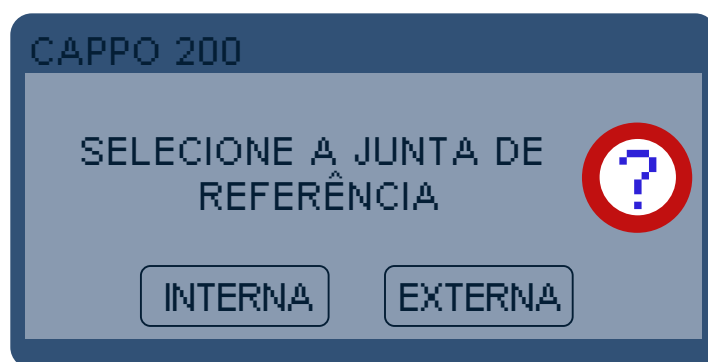 CAPPO 200
SELECIONE A JUNTA DE
REFERÊNCIA
?
INTERNA
EXTERNA